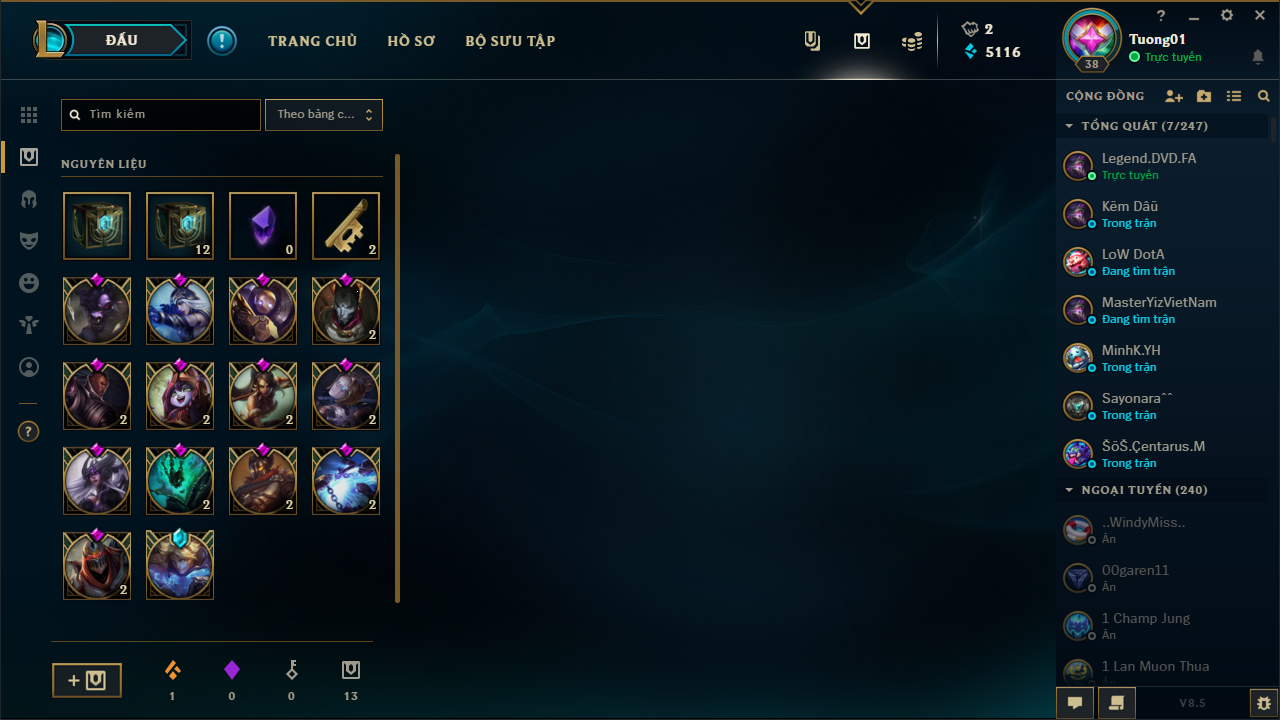 ĐẤU
TRANG CHỦ
HỒ SƠ
BỘ SƯU TẬP
2
5116
Tuong01
Trực tuyến
38
Tìm kiếm
Theo bảng c...
NGUYÊN LIỆU
12
0
2
2
2
2
2
2
2
2
2
2
1
0
0
13
CỘNG ĐỒNG
TỔNG QUÁT (7/247)
Legend.DVD.FA
Trực tuyến
Kẽm Dâü
Trong trận
LoW DotA
Đang tìm trận
MasterYizVietNam
Đang tìm trận
MinhK.YH
Trong trận
Sayonaraˆˆ
Trong trận
ŠöŠ.Çentarus.M
Trong trận
NGOẠI TUYẾN (240)
..WindyMiss..
Ẩn
00garen11
Ẩn
1 Champ Jung
Ẩn
1 Lan Muon Thua
Ẩn
V8.5